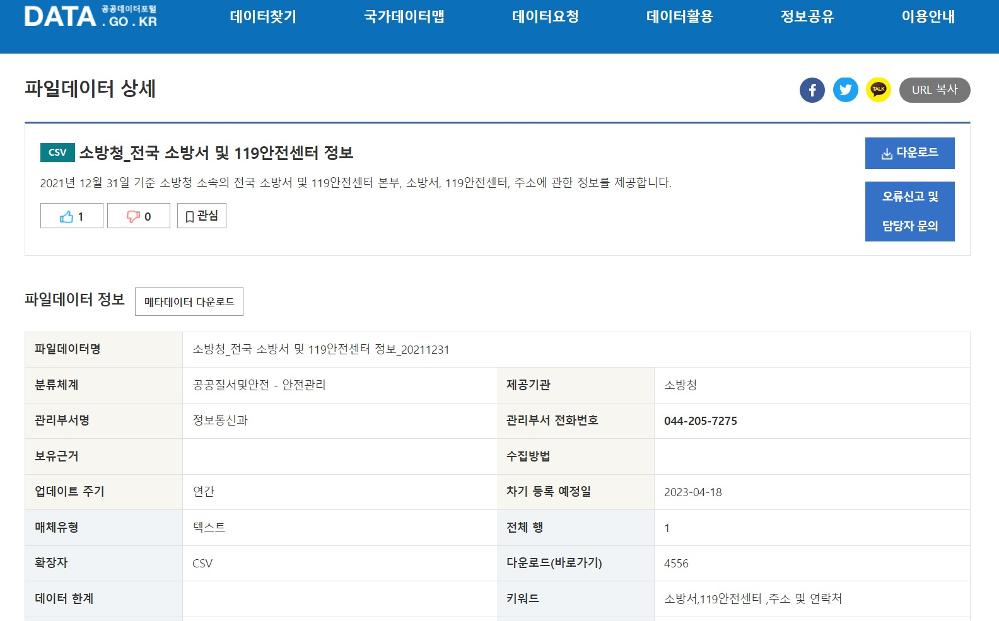 DATA 공공데이터포털
.GO.KR
데이터찾기 국가데이터맵 데이터요청 데이터활용 정보공유 이용안내
파일데이터 상세
f TALK URL 복사
CSV 소방청_전국 소방서 및 119안전센터 정보
다운로드
2021년 12월 31일 기준 소방청 소속의 전국 소방서 및 119안전센터 본부, 소방서, 119안전센터, 주소에 관한 정보를 제공합니다.
오류신고 및
담당자 문의
1 0 관심
파일데이터 정보 메타데이터 다운로드
파일데이터명 소방청_전국 소방서 및 119안전센터 정보_20211231
분류체계 공공질서및안전 - 안전관리 제공기관 소방청
관리부서명 정보통신과 관리부서 전화번호 044-205-7275
보유근거 수집방법
업데이트 주기 연간 차기 등록 예정일 2023-04-18
매체유형 텍스트 전체 행 1
확장자 CSV 다운로드(바로가기) 4556
데이터 한계 키워드 소방서,119안전센터 ,주소 및 연락처